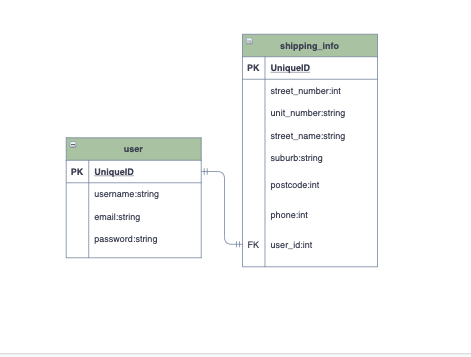 shipping_info
PK UniqueID
street_number:int
unit_number:string
street_name:string
suburb:string
postcode:int
phone:int
FK user_id:int
user
PK UniqueID
username:string
email:string
password:string